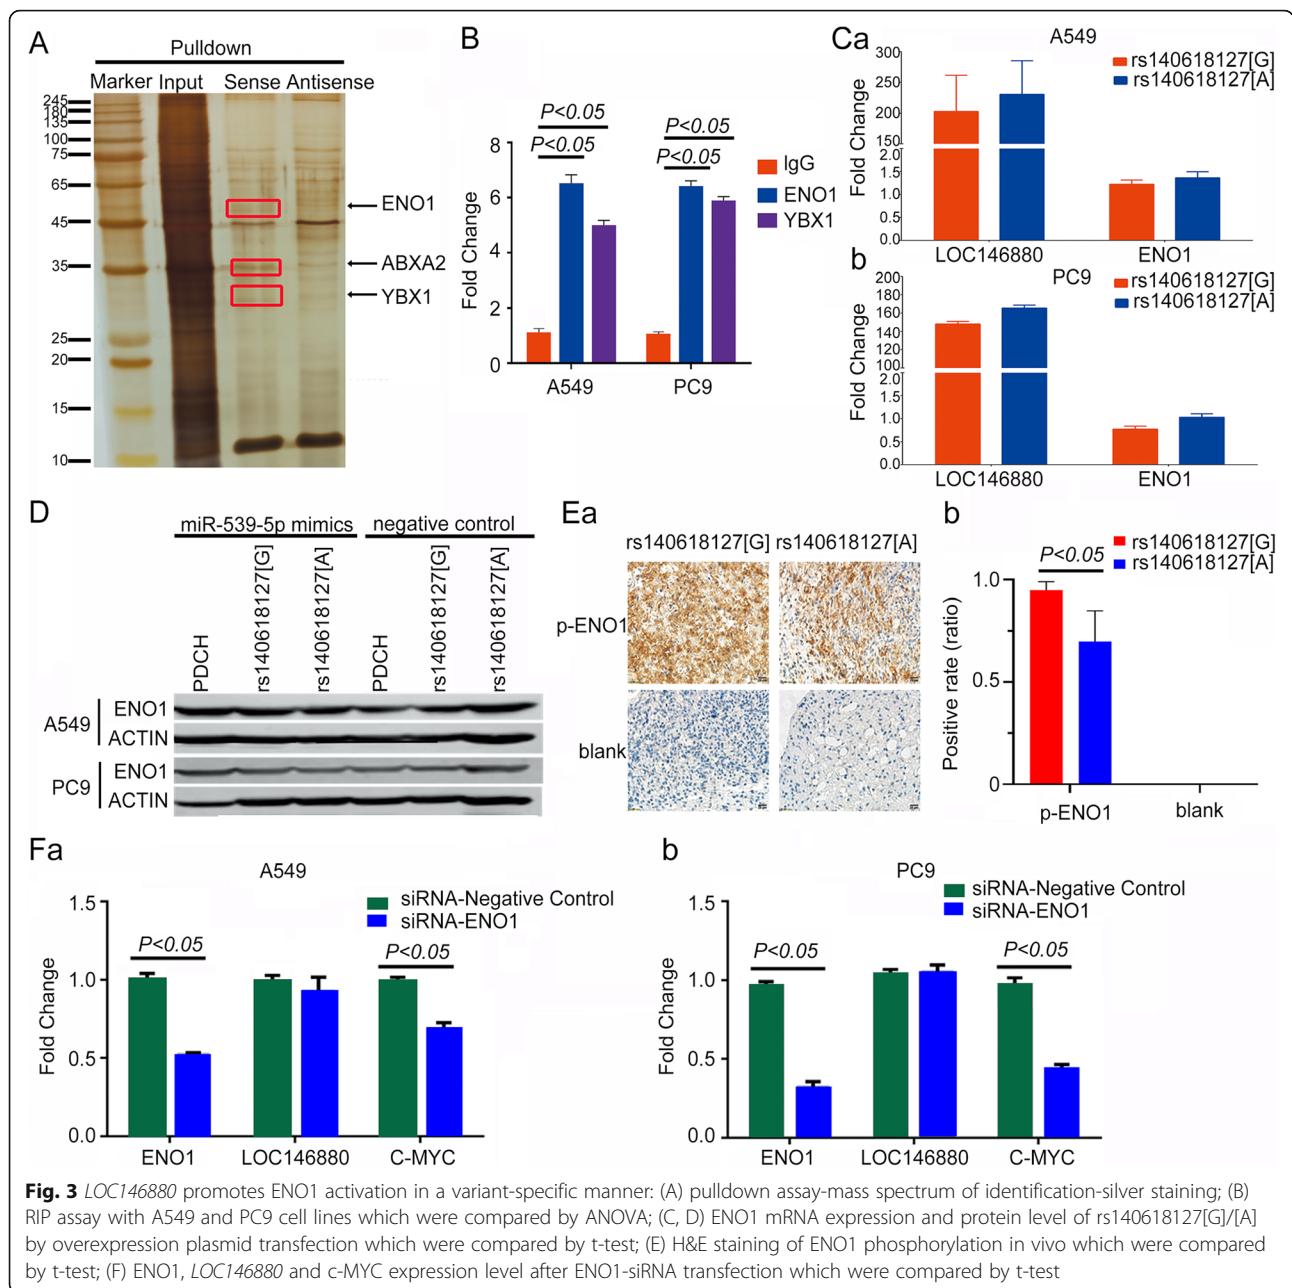 A
Pulldown
Marker Input Sense Antisense
245
180
135
100
75
65
45
35
25
20
15
10
ENO1
ABXA2
YBX1
B
P<0.05
P<0.05
P<0.05
P<0.05
IgG
ENO1
YBX1
Fold Change
8
6
4
2
0
A549 PC9
Ca
A549
rs140618127[G]
rs140618127[A]
Fold Change
300
250
200
150
2.0
1.5
1.0
0.5
0.0
LOC146880 ENO1
b
PC9
rs140618127[G]
rs140618127[A]
Fold Change
180
160
140
120
100
2.0
1.5
1.0
0.5
0.0
LOC146880 ENO1
D
miR-539-5p mimics negative control
PDCH
rs140618127[G]
rs140618127[A]
PDCH
rs140618127[G]
rs140618127[A]
A549
ENO1
ACTIN
PC9
ENO1
ACTIN
Ea
rs140618127[G] rs140618127[A]
p-ENO1
blank
b
rs140618127[G]
rs140618127[A]
P<0.05
Positive rate (ratio)
1.0
0.5
0
p-ENO1 blank
Fa
A549
siRNA-Negative Control
siRNA-ENO1
P<0.05
P<0.05
Fold Change
1.5
1.0
0.5
0.0
ENO1 LOC146880 C-MYC
b
PC9
siRNA-Negative Control
siRNA-ENO1
P<0.05
P<0.05
Fold Change
1.5
1.0
0.5
0.0
ENO1 LOC146880 C-MYC
Fig. 3 LOC146880 promotes ENO1 activation in a variant-specific manner: (A) pulldown assay-mass spectrum of identification-silver staining; (B)
RIP assay with A549 and PC9 cell lines which were compared by ANOVA; (C, D) ENO1 mRNA expression and protein level of rs140618127[G]/[A]
by overexpression plasmid transfection which were compared by t-test; (E) H&E staining of ENO1 phosphorylation in vivo which were compared
by t-test; (F) ENO1, LOC146880 and c-MYC expression level after ENO1-siRNA transfection which were compared by t-test